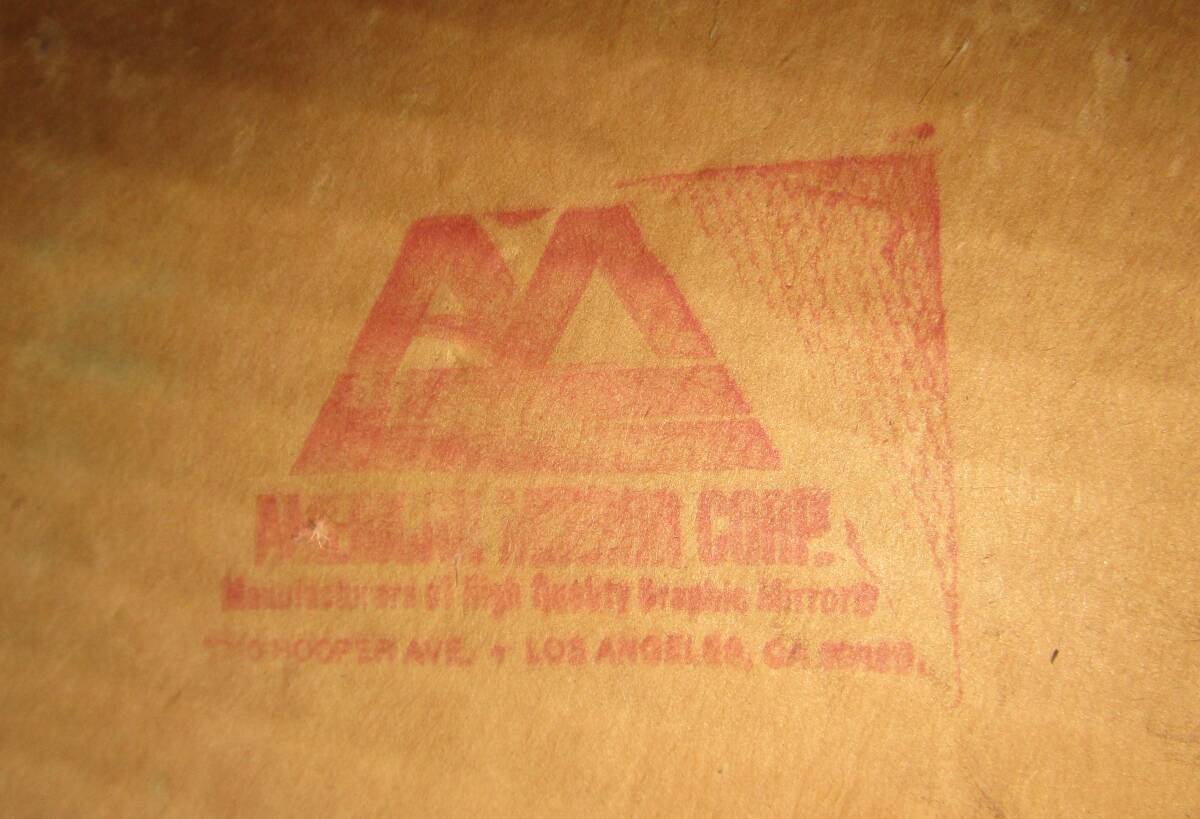 CORP.
Manufacturers of High Quality Graphic Mirrors
HOOPER AVE. • LOS ANGELES, CA